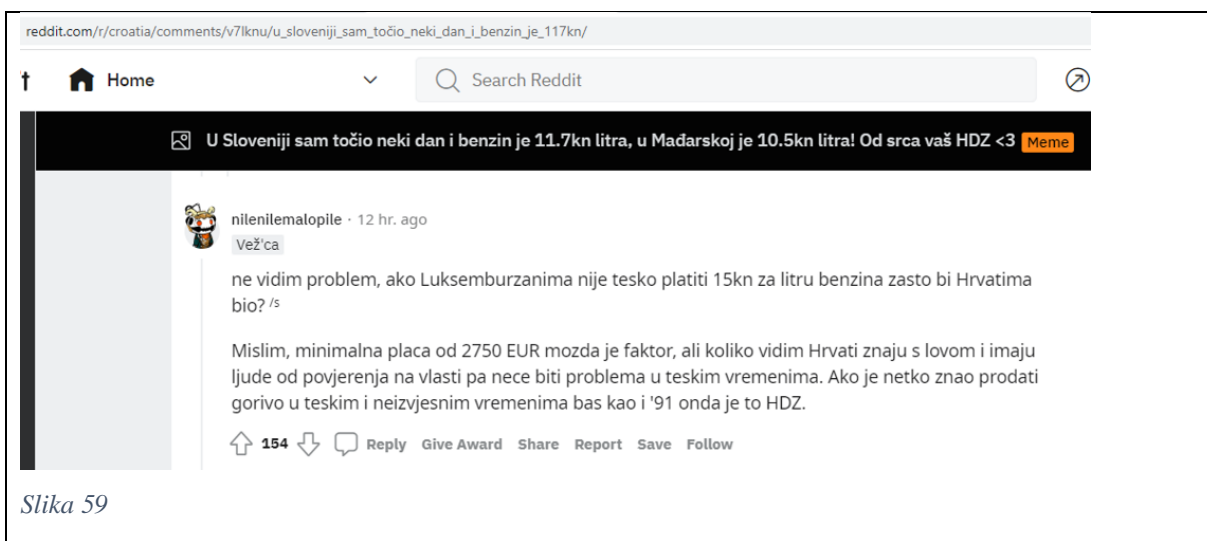 reddit.com/r/croatia/comments/v7lknu/u_sloveniji_sam_točio_neki_dan_i_benzin_je_117kn/
Home
Search Reddit
U Sloveniji sam točio neki dan i benzin je 11.7kn litra, u Mađarskoj je 10.5kn litra! Od srca vaš HDZ <3 Meme
nilenilemalopile · 12 hr. ago
Vež'ca
ne vidim problem, ako Luksemburzanima nije tesko platiti 15kn za litru benzina zasto bi Hrvatima
bio? /s
Mislim, minimalna placa od 2750 EUR mozda je faktor, ali koliko vidim Hrvati znaju s lovom i imaju
ljude od povjerenja na vlasti pa nece biti problema u teskim vremenima. Ako je netko znao prodati
gorivo u teskim i neizvjesnim vremenima bas kao i '91 onda je to HDZ.
154 Reply Give Award Share Report Save Follow
Slika 59